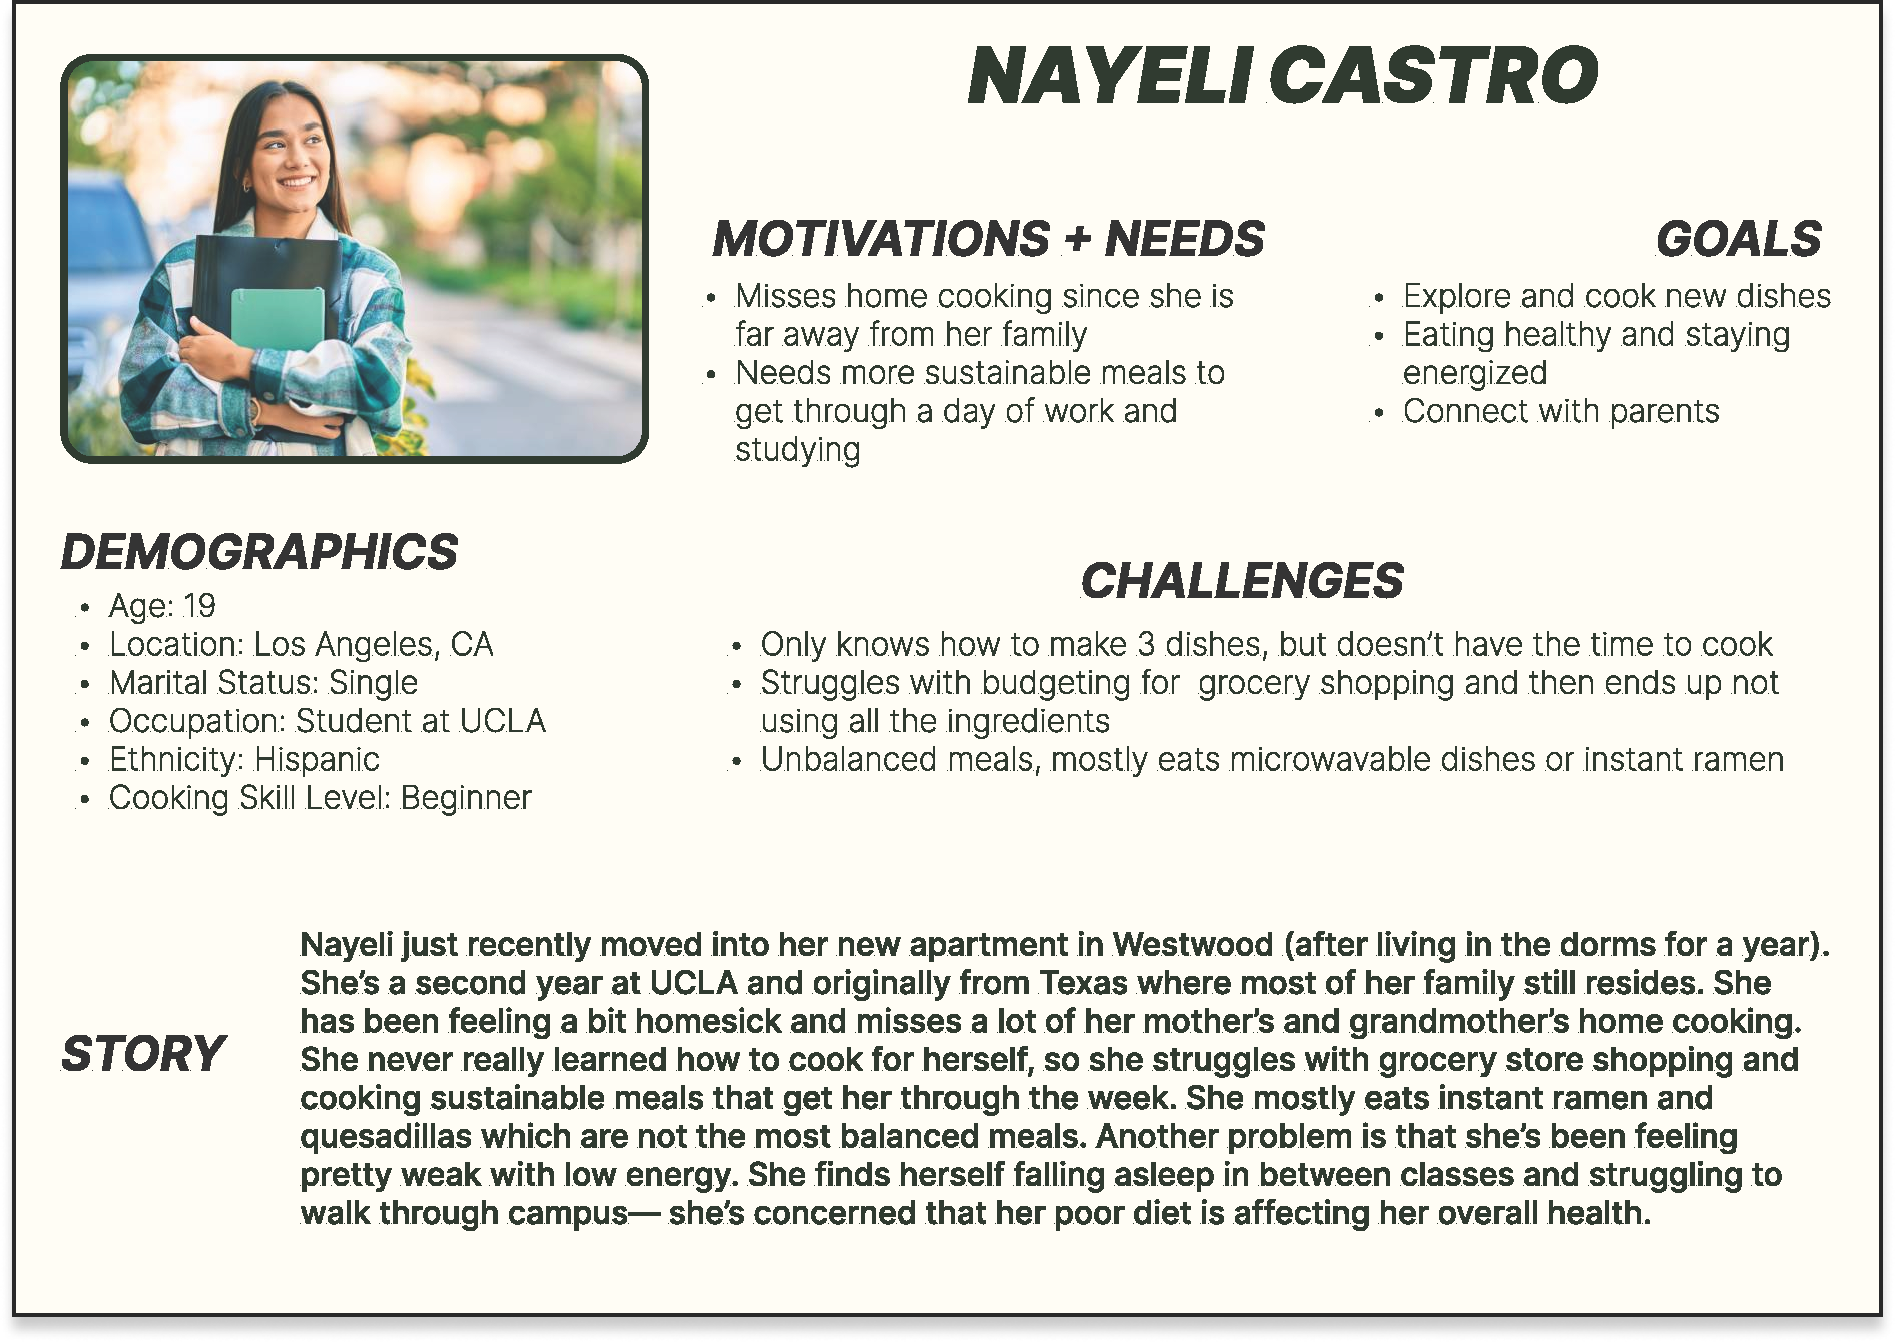 NAYELI CASTRO
MOTIVATIONS + NEEDS
• Misses home cooking since she is
far away from her family
• Needs more sustainable meals to
get through a day of work and
studying
GOALS
• Explore and cook new dishes
• Eating healthy and staying
energized
• Connect with parents
DEMOGRAPHICS
• Age: 19
• Location: Los Angeles, CA
• Marital Status: Single
• Occupation: Student at UCLA
• Ethnicity: Hispanic
• Cooking Skill Level: Beginner
CHALLENGES
• Only knows how to make 3 dishes, but doesn’t have the time to cook
• Struggles with budgeting for  grocery shopping and then ends up not
using all the ingredients
• Unbalanced meals, mostly eats microwavable dishes or instant ramen
STORY
Nayeli just recently moved into her new apartment in Westwood (after living in the dorms for a year).
She’s a second year at UCLA and originally from Texas where most of her family still resides. She
has been feeling a bit homesick and misses a lot of her mother’s and grandmother’s home cooking.
She never really learned how to cook for herself, so she struggles with grocery store shopping and
cooking sustainable meals that get her through the week. She mostly eats instant ramen and
quesadillas which are not the most balanced meals. Another problem is that she’s been feeling
pretty weak with low energy. She finds herself falling asleep in between classes and struggling to
walk through campus— she’s concerned that her poor diet is affecting her overall health.